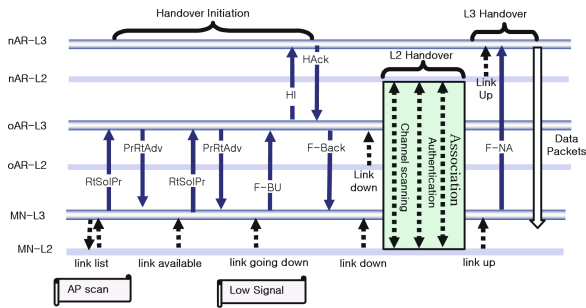 Handover Initiation
L3 Handover
nAR-L3
HAck
L2 Handover
nAR-L2
HI
Link
Up
oAR-L3
PrRtAdv
PrRtAdv
F-Back
Channel scanning
Authentication
Association
F-NA
Data
Packets
oAR-L2
RtSolPr
RtSolPr
F-BU
Link
down
MN-L3
MN-L2
link list
link available
link going down
link down
link up
AP scan
Low Signal